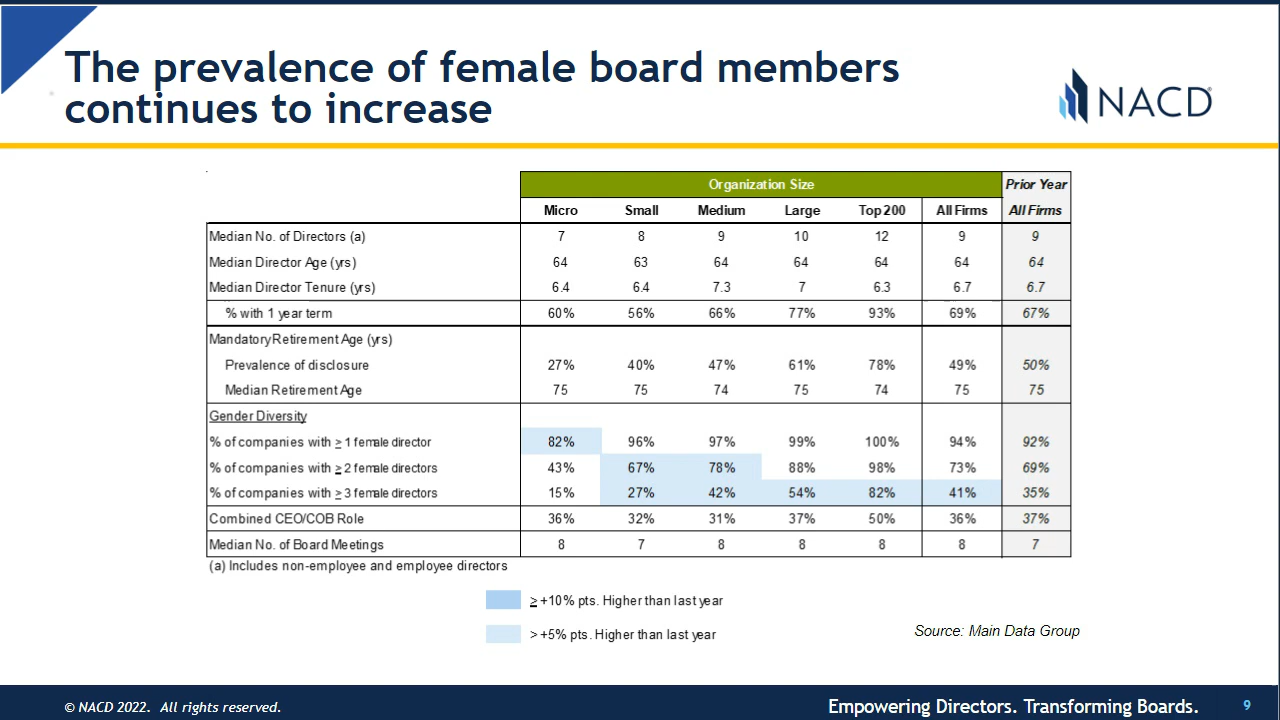 The prevalence of female board members
continues to increase
NACD
Organization Size Prior Year
Micro Small Medium Large Top 200 All Firms All Firms
Median No. of Directors (a) 7 8 9 10 12 9 9
Median Director Age (yrs) 64 63 64 64 64 64 64
Median Director Tenure (yrs) 6.4 6.4 7.3 7 6.3 6.7 6.7
% with 1 year term 60% 56% 66% 77% 93% 69% 67%
Mandatory Retirement Age (yrs)
Prevalence of disclosure 27% 40% 47% 61% 78% 49% 50%
Median Retirement Age 75 75 74 75 74 75 75
Gender Diversity
% of companies with ≥ 1 female director 82% 96% 97% 99% 100% 94% 92%
% of companies with ≥ 2 female directors 43% 67% 78% 88% 98% 73% 69%
% of companies with ≥ 3 female directors 15% 27% 42% 54% 82% 41% 35%
Combined CEO/COB Role 36% 32% 31% 37% 50% 36% 37%
Median No. of Board Meetings 8 7 8 8 8 8 7
(a) Includes non-employee and employee directors
≥ +10% pts. Higher than last year
> +5% pts. Higher than last year
Source: Main Data Group
© NACD 2022. All rights reserved.
Empowering Directors. Transforming Boards. 9